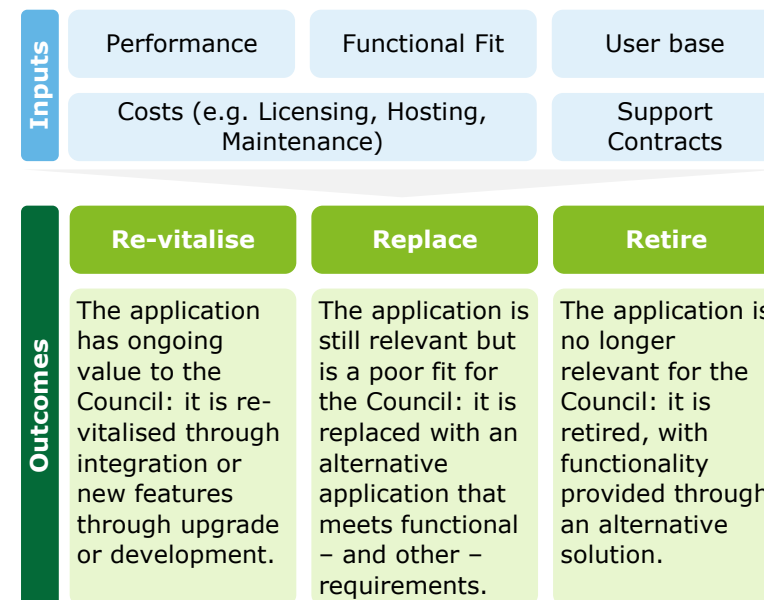 Inputs
Performance
Functional Fit
User base
Costs (e.g. Licensing, Hosting,
Maintenance)
Support
Contracts
Outcomes
Re-vitalise
The application
has ongoing
value to the
Council: it is re-
vitalised through
integration or
new features
through upgrade
or development.
Replace
The application is
still relevant but
is a poor fit for
the Council: it is
replaced with an
alternative
application that
meets functional
– and other –
requirements.
Retire
The application is
no longer
relevant for the
Council: it is
retired, with
functionality
provided through
an alternative
solution.